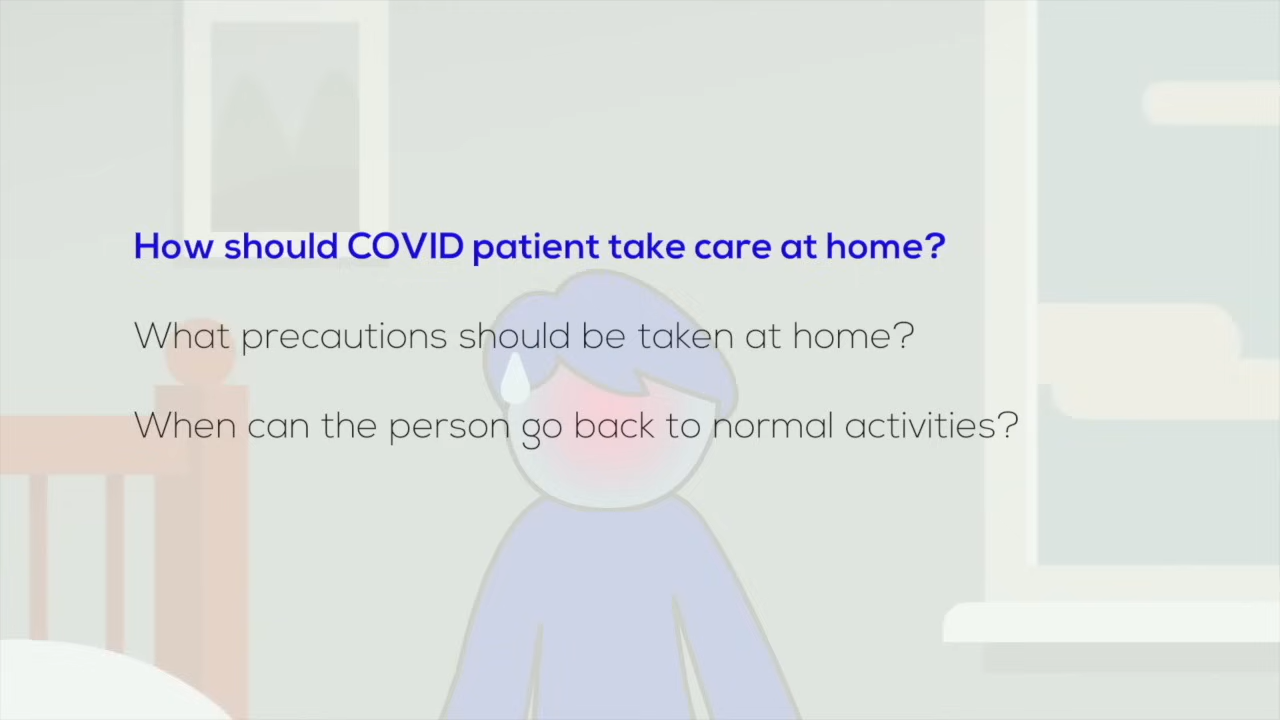 How should COVID patient take care at home?
What precautions should be taken at home?
When can the person go back to normal activities?